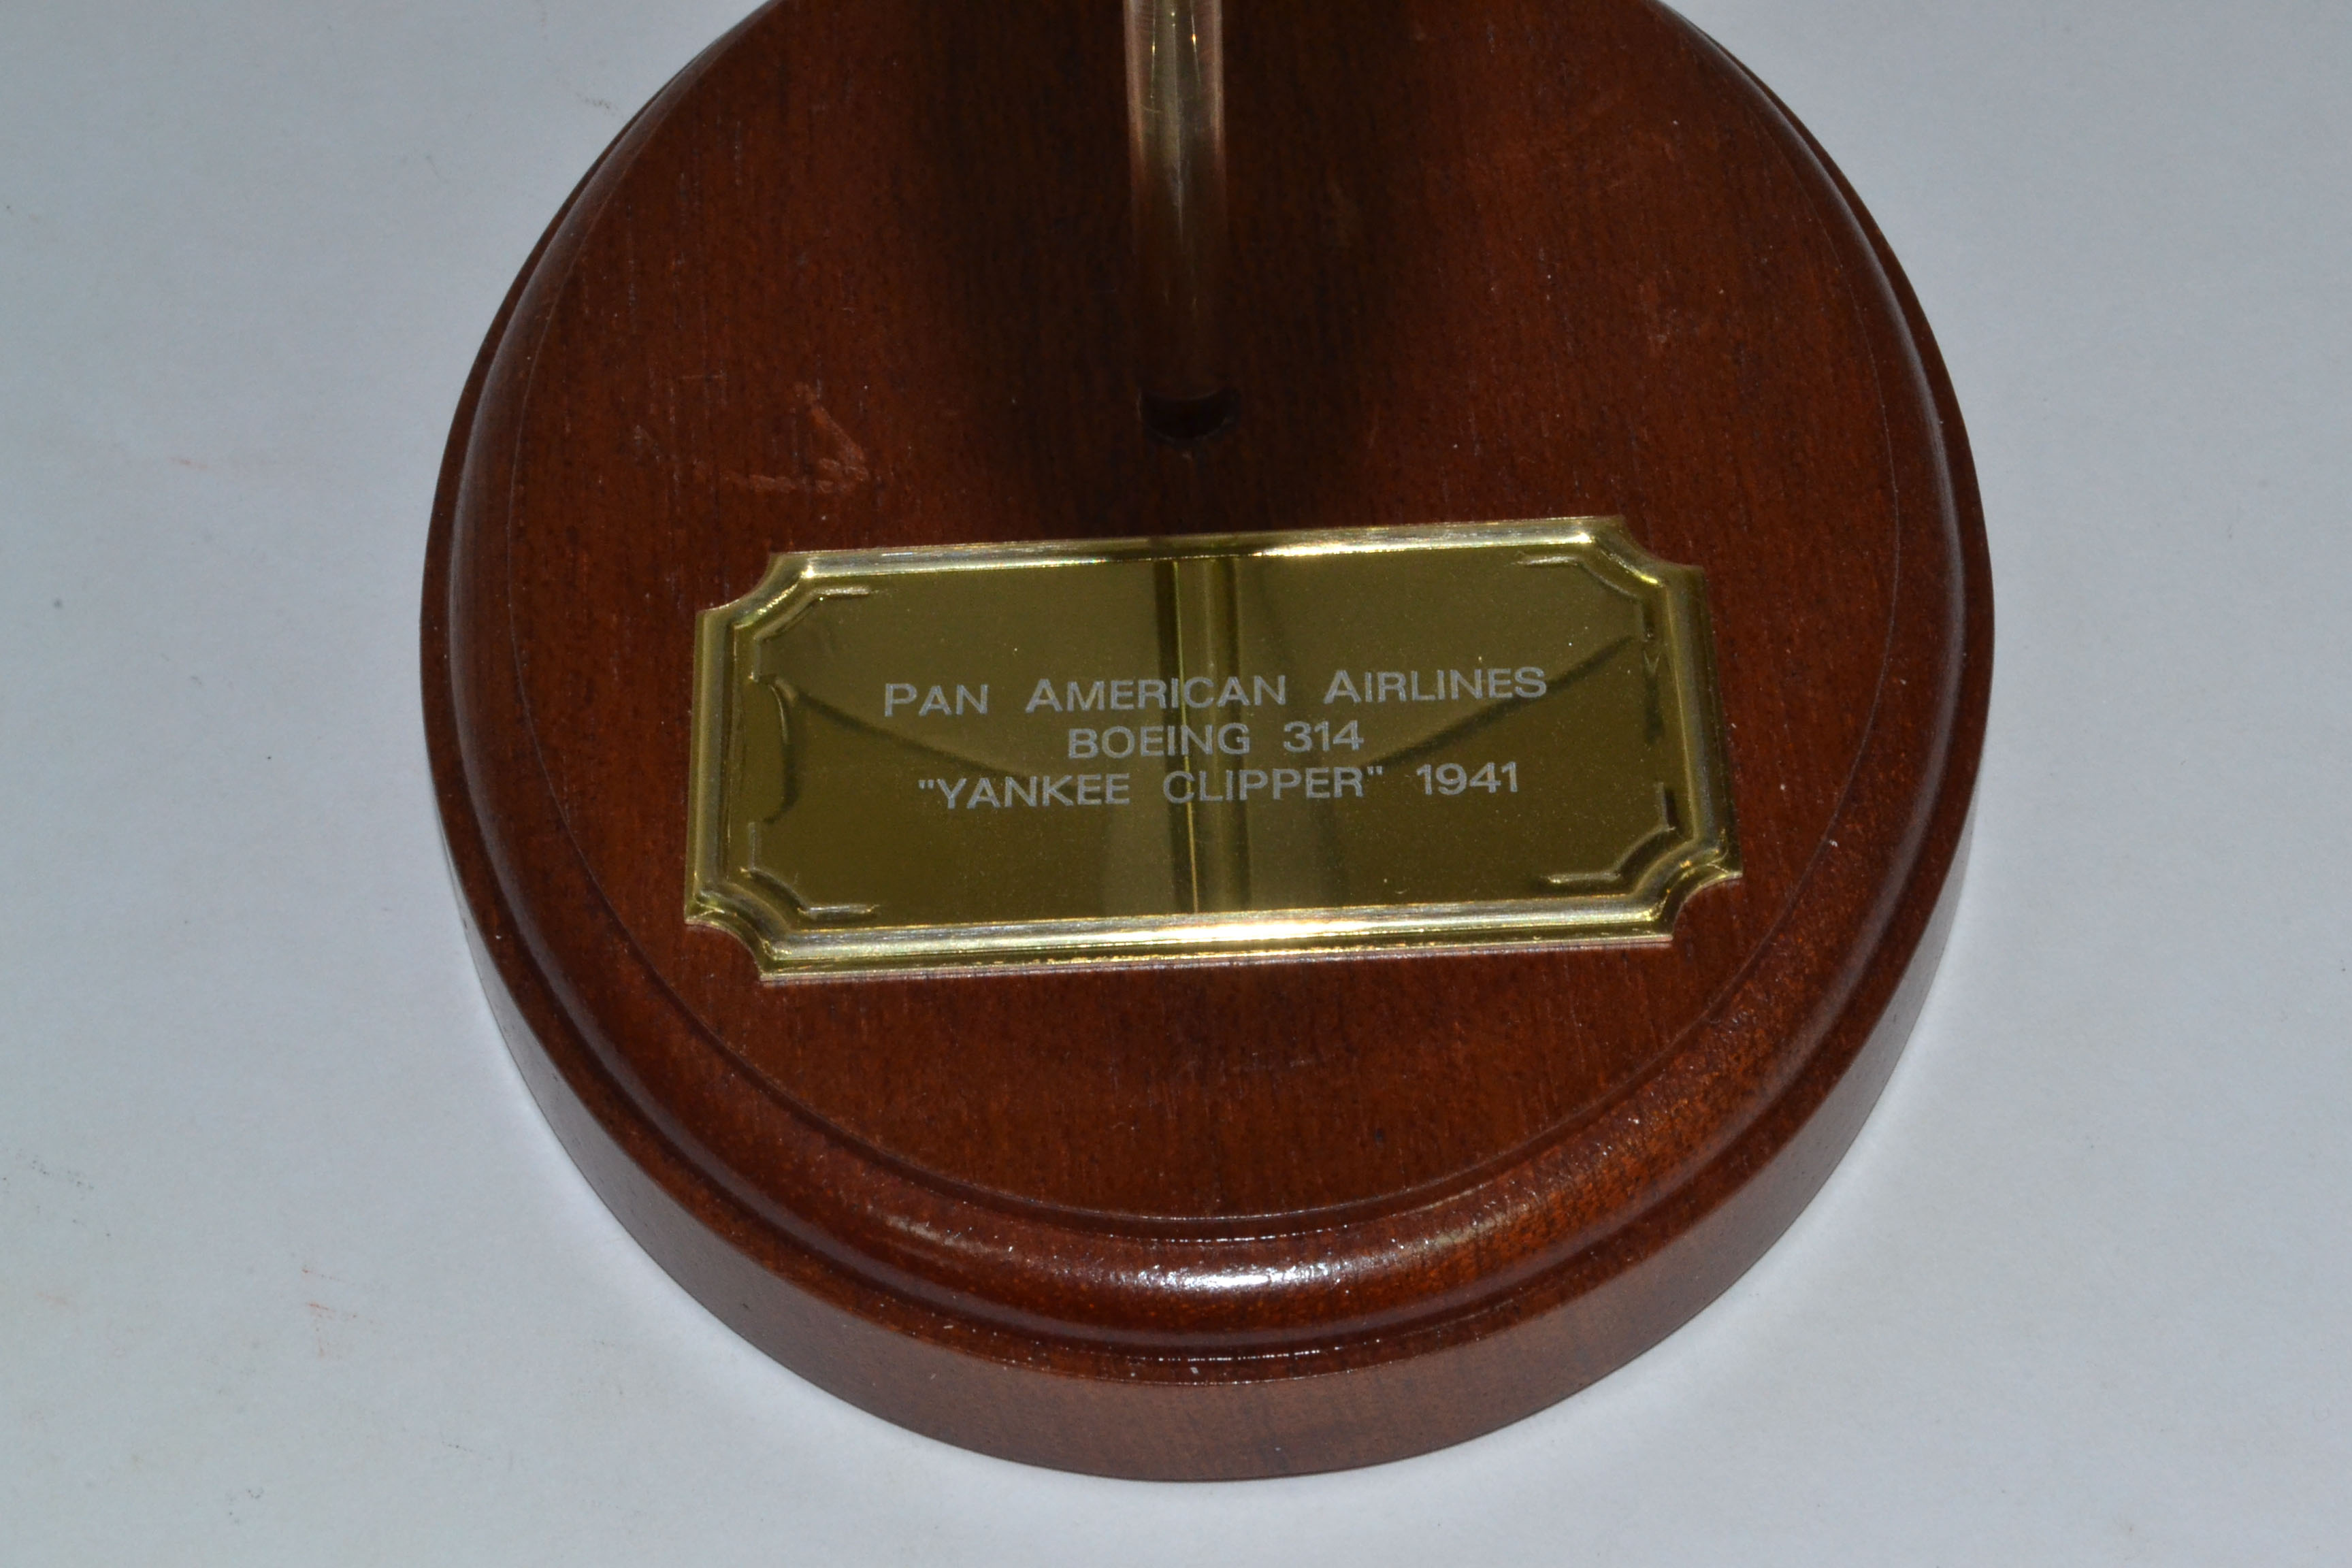 PAN AMERICAN AIRLINES
BOEING 314
"YANKEE CLIPPER" 1941